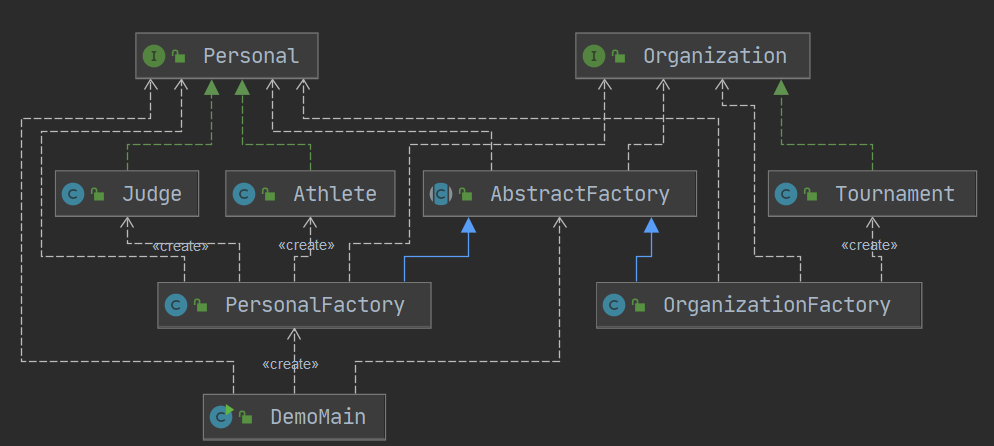 I Personal
I Organization
C Judge
C Athlete
C AbstractFactory
C Tournament
«create»
«create»
«create»
C PersonalFactory
C OrganizationFactory
«create»
C DemoMain